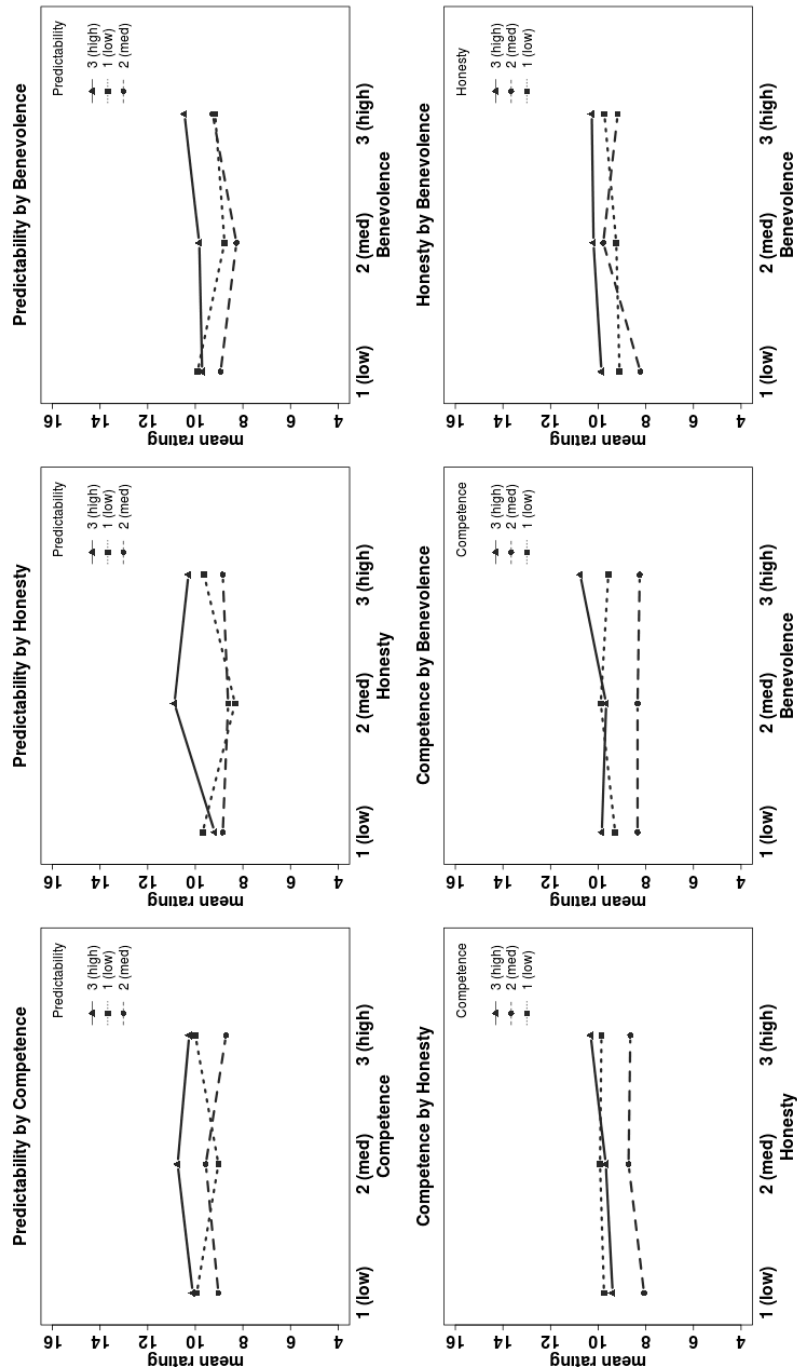 Predictability by Competence
mean rating
16
14
12
10
8
6
4
Predictability
3 (high)
1 (low)
2 (med)
1 (low) 2 (med) 3 (high)
Competence
Predictability by Honesty
mean rating
16
14
12
10
8
6
4
Predictability
3 (high)
1 (low)
2 (med)
1 (low) 2 (med) 3 (high)
Honesty
Predictability by Benevolence
mean rating
16
14
12
10
8
6
4
Predictability
3 (high)
1 (low)
2 (med)
1 (low) 2 (med) 3 (high)
Benevolence
Competence by Honesty
mean rating
16
14
12
10
8
6
4
Competence
3 (high)
2 (med)
1 (low)
1 (low) 2 (med) 3 (high)
Honesty
Competence by Benevolence
mean rating
16
14
12
10
8
6
4
Competence
3 (high)
2 (med)
1 (low)
1 (low) 2 (med) 3 (high)
Benevolence
Honesty by Benevolence
mean rating
16
14
12
10
8
6
4
Honesty
3 (high)
2 (med)
1 (low)
1 (low) 2 (med) 3 (high)
Benevolence